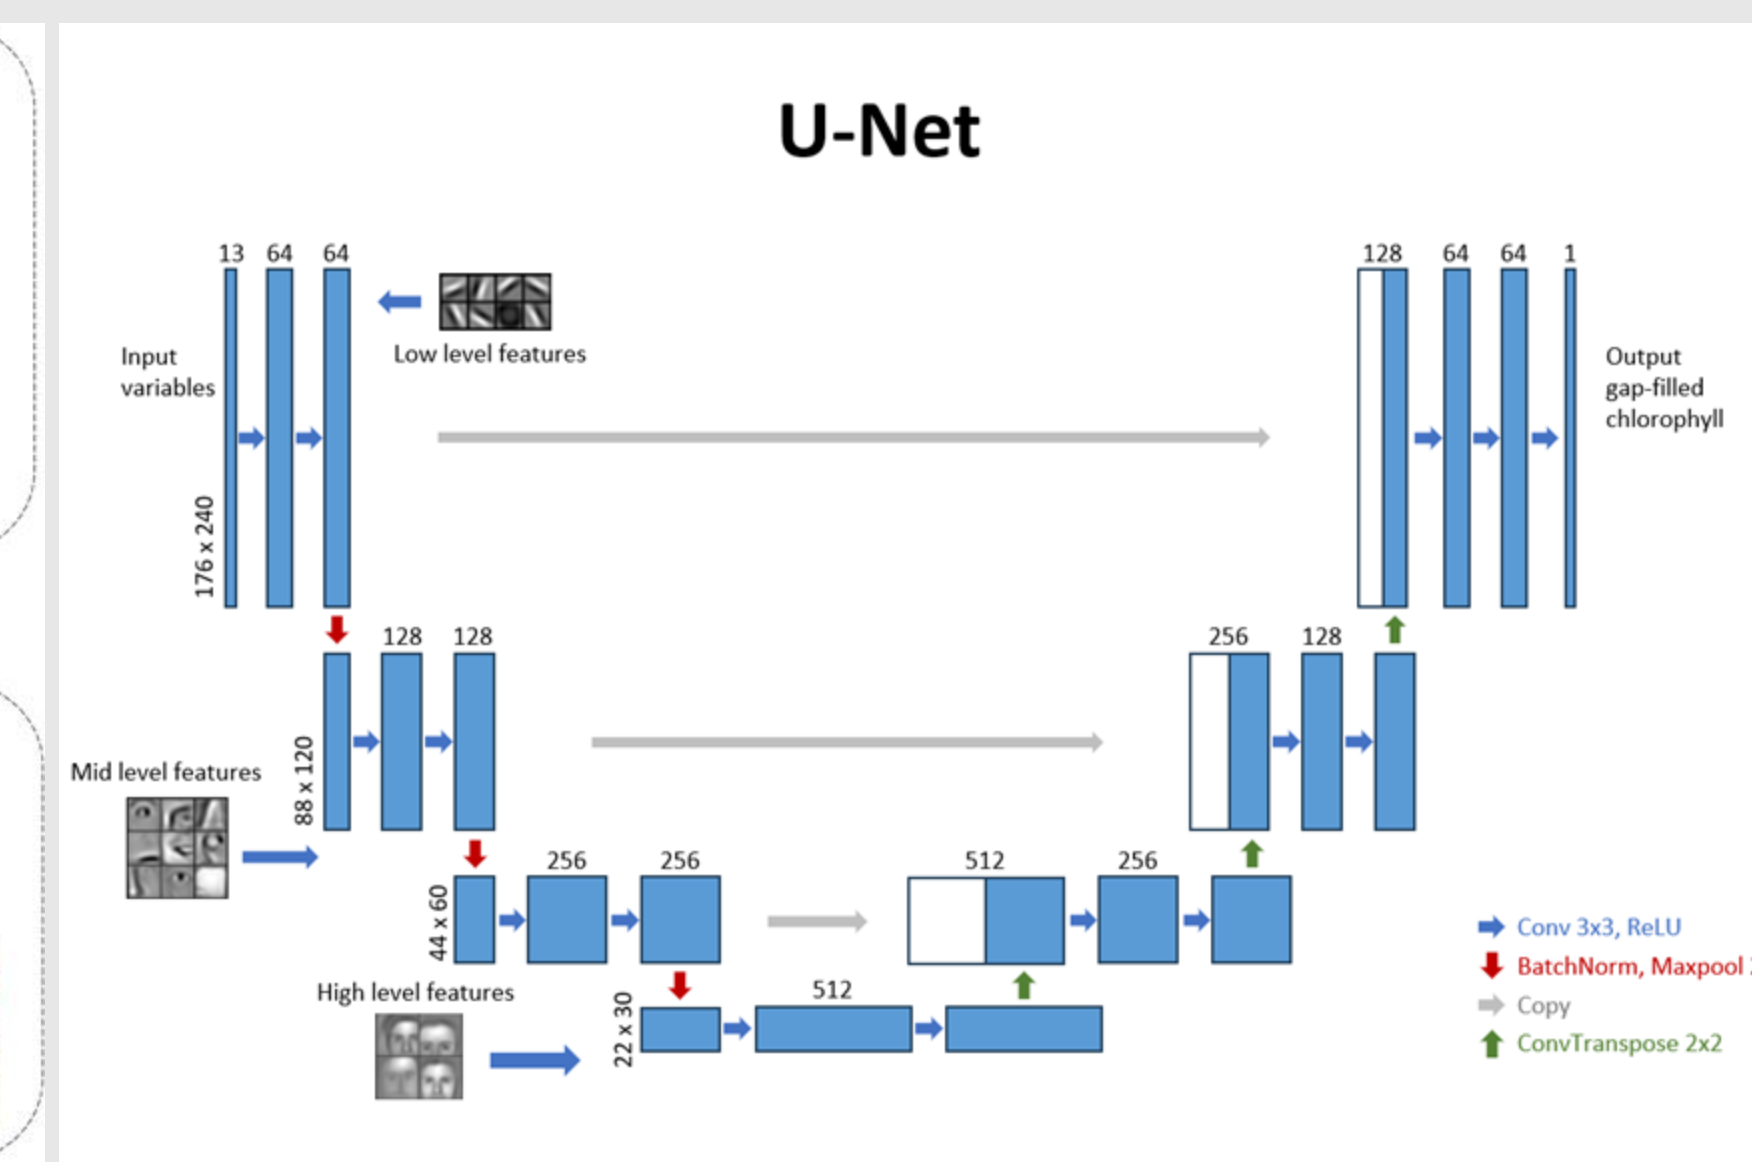 U-Net
13 64 64
128 64 64 1
Low level features
Input
variables
Output
gap-filled
chlorophyll
176 x 240
128 128
256 128
88 x 120
Mid level features
256 256
512 256
44 x 60
High level features
512
22 x 30
Conv 3x3, ReLU
BatchNorm, Maxpool
Copy
ConvTranspose 2x2